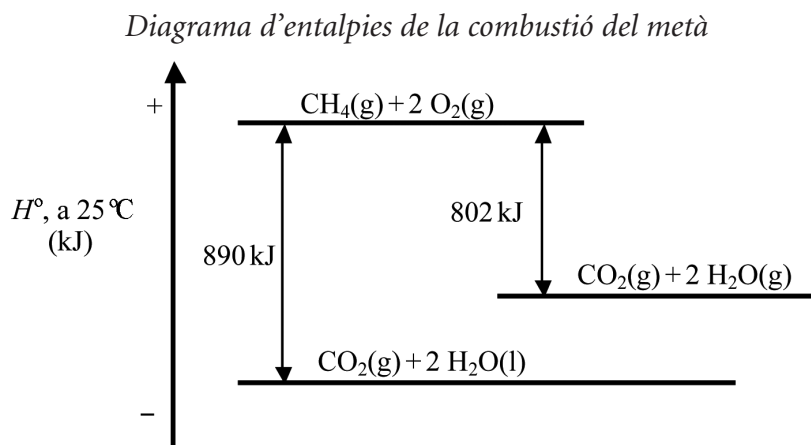 Diagrama d'entalpies de la combustió del metà
+
CH₄(g) + 2 O₂(g)
H°, a 25 °C
(kJ)
890 kJ
802 kJ
CO₂(g) + 2 H₂O(g)
CO₂(g) + 2 H₂O(l)
–